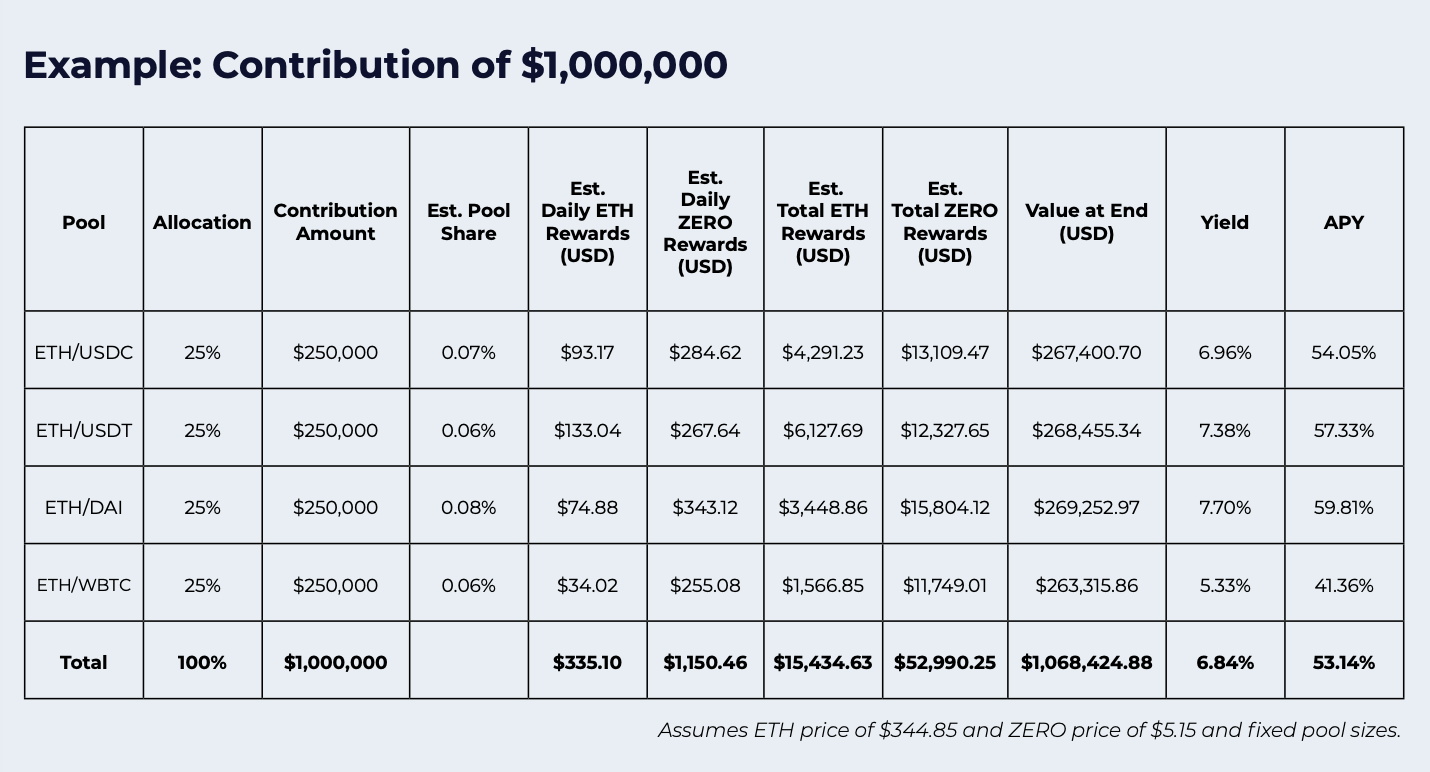 Example: Contribution of $1,000,000
Pool Allocation Contribution Amount Est. Pool Share Est. Daily ETH Rewards (USD) Est. Daily ZERO Rewards (USD) Est. Total ETH Rewards (USD) Est. Total ZERO Rewards (USD) Value at End (USD) Yield APY
ETH/USDC 25% $250,000 0.07% $93.17 $284.62 $4,291.23 $13,109.47 $267,400.70 6.96% 54.05%
ETH/USDT 25% $250,000 0.06% $133.04 $267.64 $6,127.69 $12,327.65 $268,455.34 7.38% 57.33%
ETH/DAI 25% $250,000 0.08% $74.88 $343.12 $3,448.86 $15,804.12 $269,252.97 7.70% 59.81%
ETH/WBTC 25% $250,000 0.06% $34.02 $255.08 $1,566.85 $11,749.01 $263,315.86 5.33% 41.36%
Total 100% $1,000,000 $335.10 $1,150.46 $15,434.63 $52,990.25 $1,068,424.88 6.84% 53.14%
Assumes ETH price of $344.85 and ZERO price of $5.15 and fixed pool sizes.